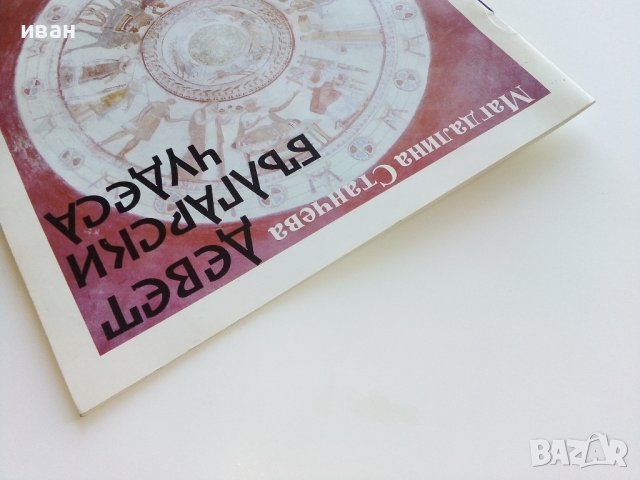 иван
Магдалина Станчева
ДЕВЕТ
БЪЛГАРСКИ
ЧУДЕСА
BAZAR